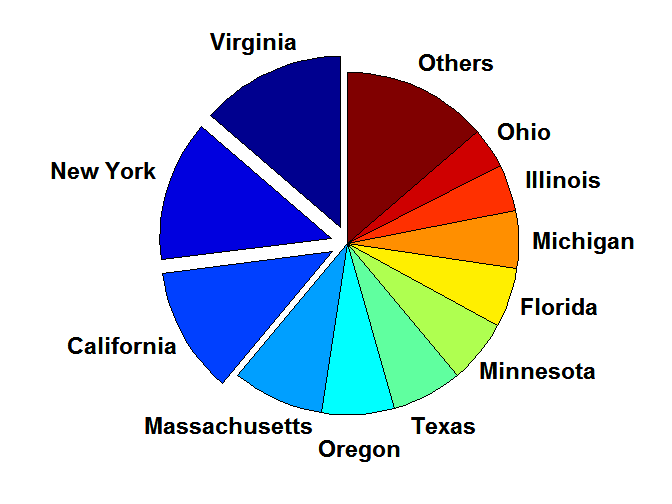 Virginia
Others
Ohio
New York
Illinois
Michigan
Florida
California
Minnesota
Massachusetts
Texas
Oregon